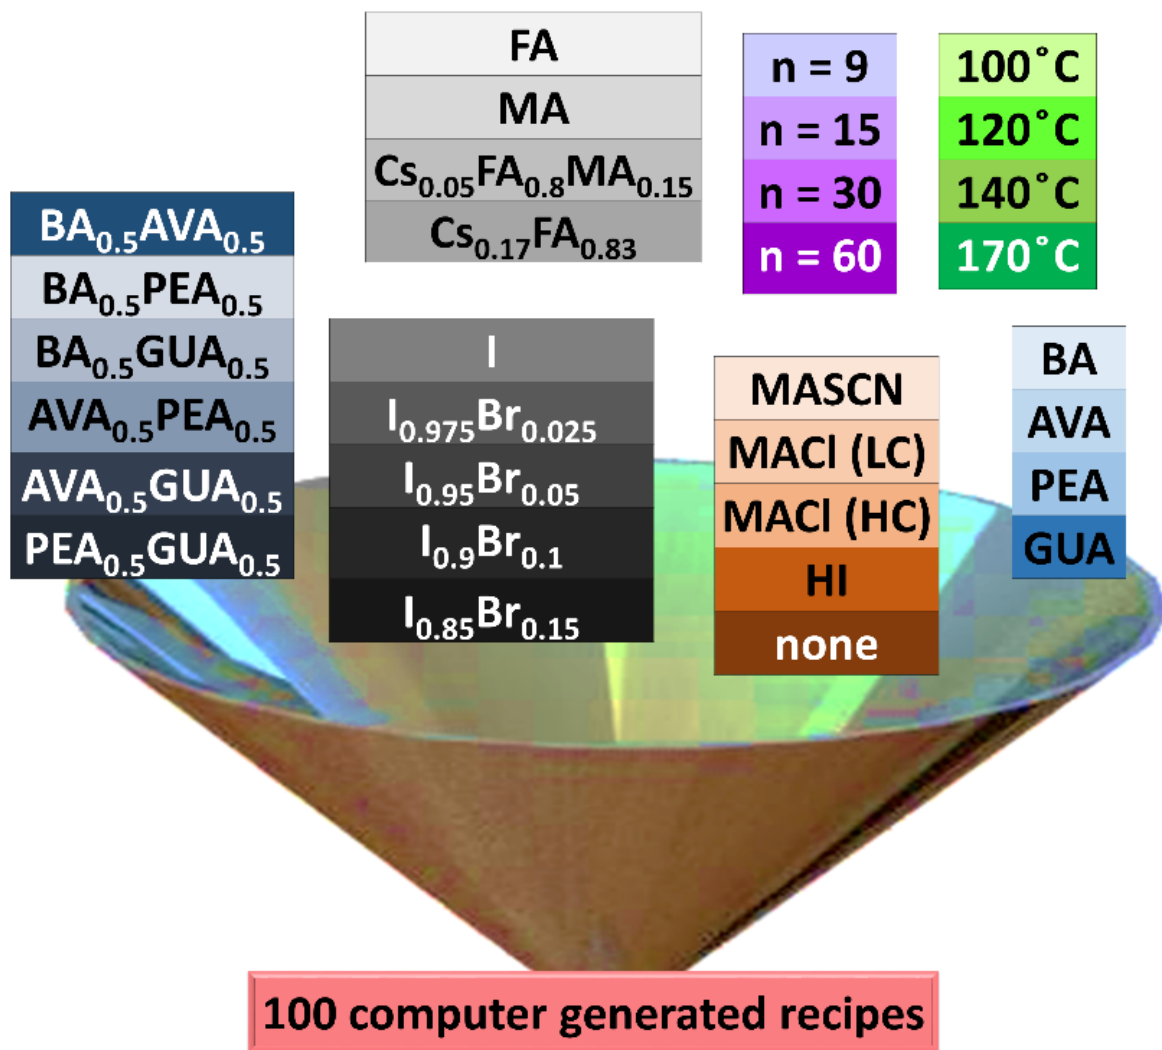 FA
MA
Cs₀.₀₅FA₀.₈MA₀.₁₅
Cs₀.₁₇FA₀.₈₃
n = 9
n = 15
n = 30
n = 60
100˚C
120˚C
140˚C
170˚C
BA₀.₅AVA₀.₅
BA₀.₅PEA₀.₅
BA₀.₅GUA₀.₅
AVA₀.₅PEA₀.₅
AVA₀.₅GUA₀.₅
PEA₀.₅GUA₀.₅
I
I₀.₉₇₅Br₀.₀₂₅
I₀.₉₅Br₀.₀₅
I₀.₉Br₀.₁
I₀.₈₅Br₀.₁₅
MASCN
MACl (LC)
MACl (HC)
HI
none
BA
AVA
PEA
GUA
100 computer generated recipes